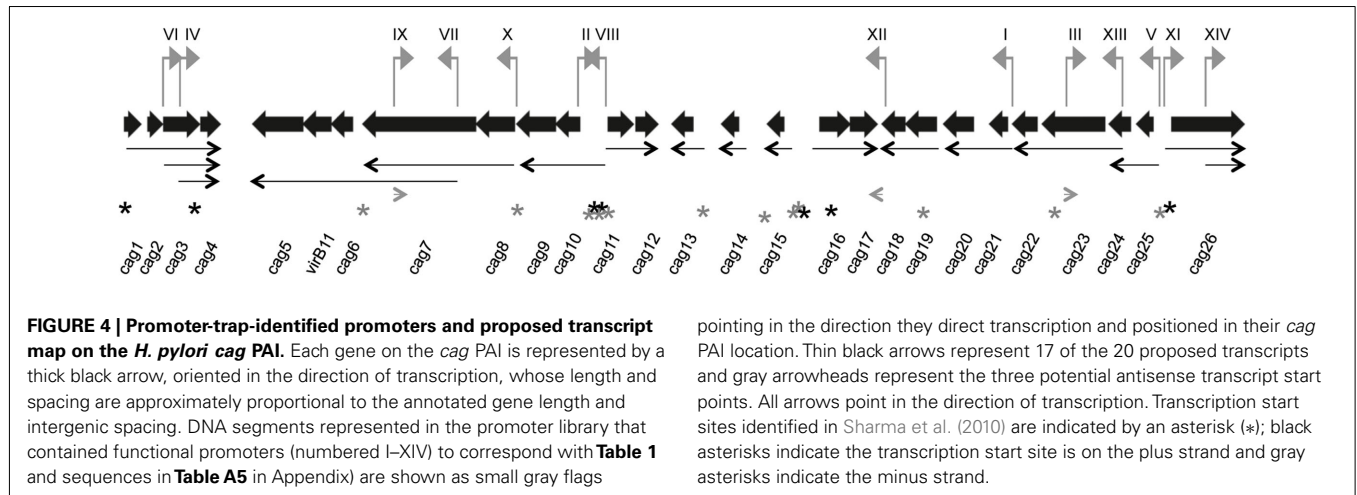 VI IV IX VII X II VIII XII I III XIII V XI XIV
* * * * * * * * * * * * * * * * * *
cag1 cag2 cag3 cag4 cag5 virB11 cag6 cag7 cag8 cag9 cag10 cag11 cag12 cag13 cag14 cag15 cag16 cag17 cag18 cag19 cag20 cag21 cag22 cag23 cag24 cag25 cag26
FIGURE 4 | Promoter-trap-identified promoters and proposed transcript
map on the H. pylori cag PAI. Each gene on the cag PAI is represented by a
thick black arrow, oriented in the direction of transcription, whose length and
spacing are approximately proportional to the annotated gene length and
intergenic spacing. DNA segments represented in the promoter library that
contained functional promoters (numbered I–XIV) to correspond with Table 1
and sequences in Table A5 in Appendix) are shown as small gray flags
pointing in the direction they direct transcription and positioned in their cag
PAI location. Thin black arrows represent 17 of the 20 proposed transcripts
and gray arrowheads represent the three potential antisense transcript start
points. All arrows point in the direction of transcription. Transcription start
sites identified in Sharma et al. (2010) are indicated by an asterisk (*); black
asterisks indicate the transcription start site is on the plus strand and gray
asterisks indicate the minus strand.